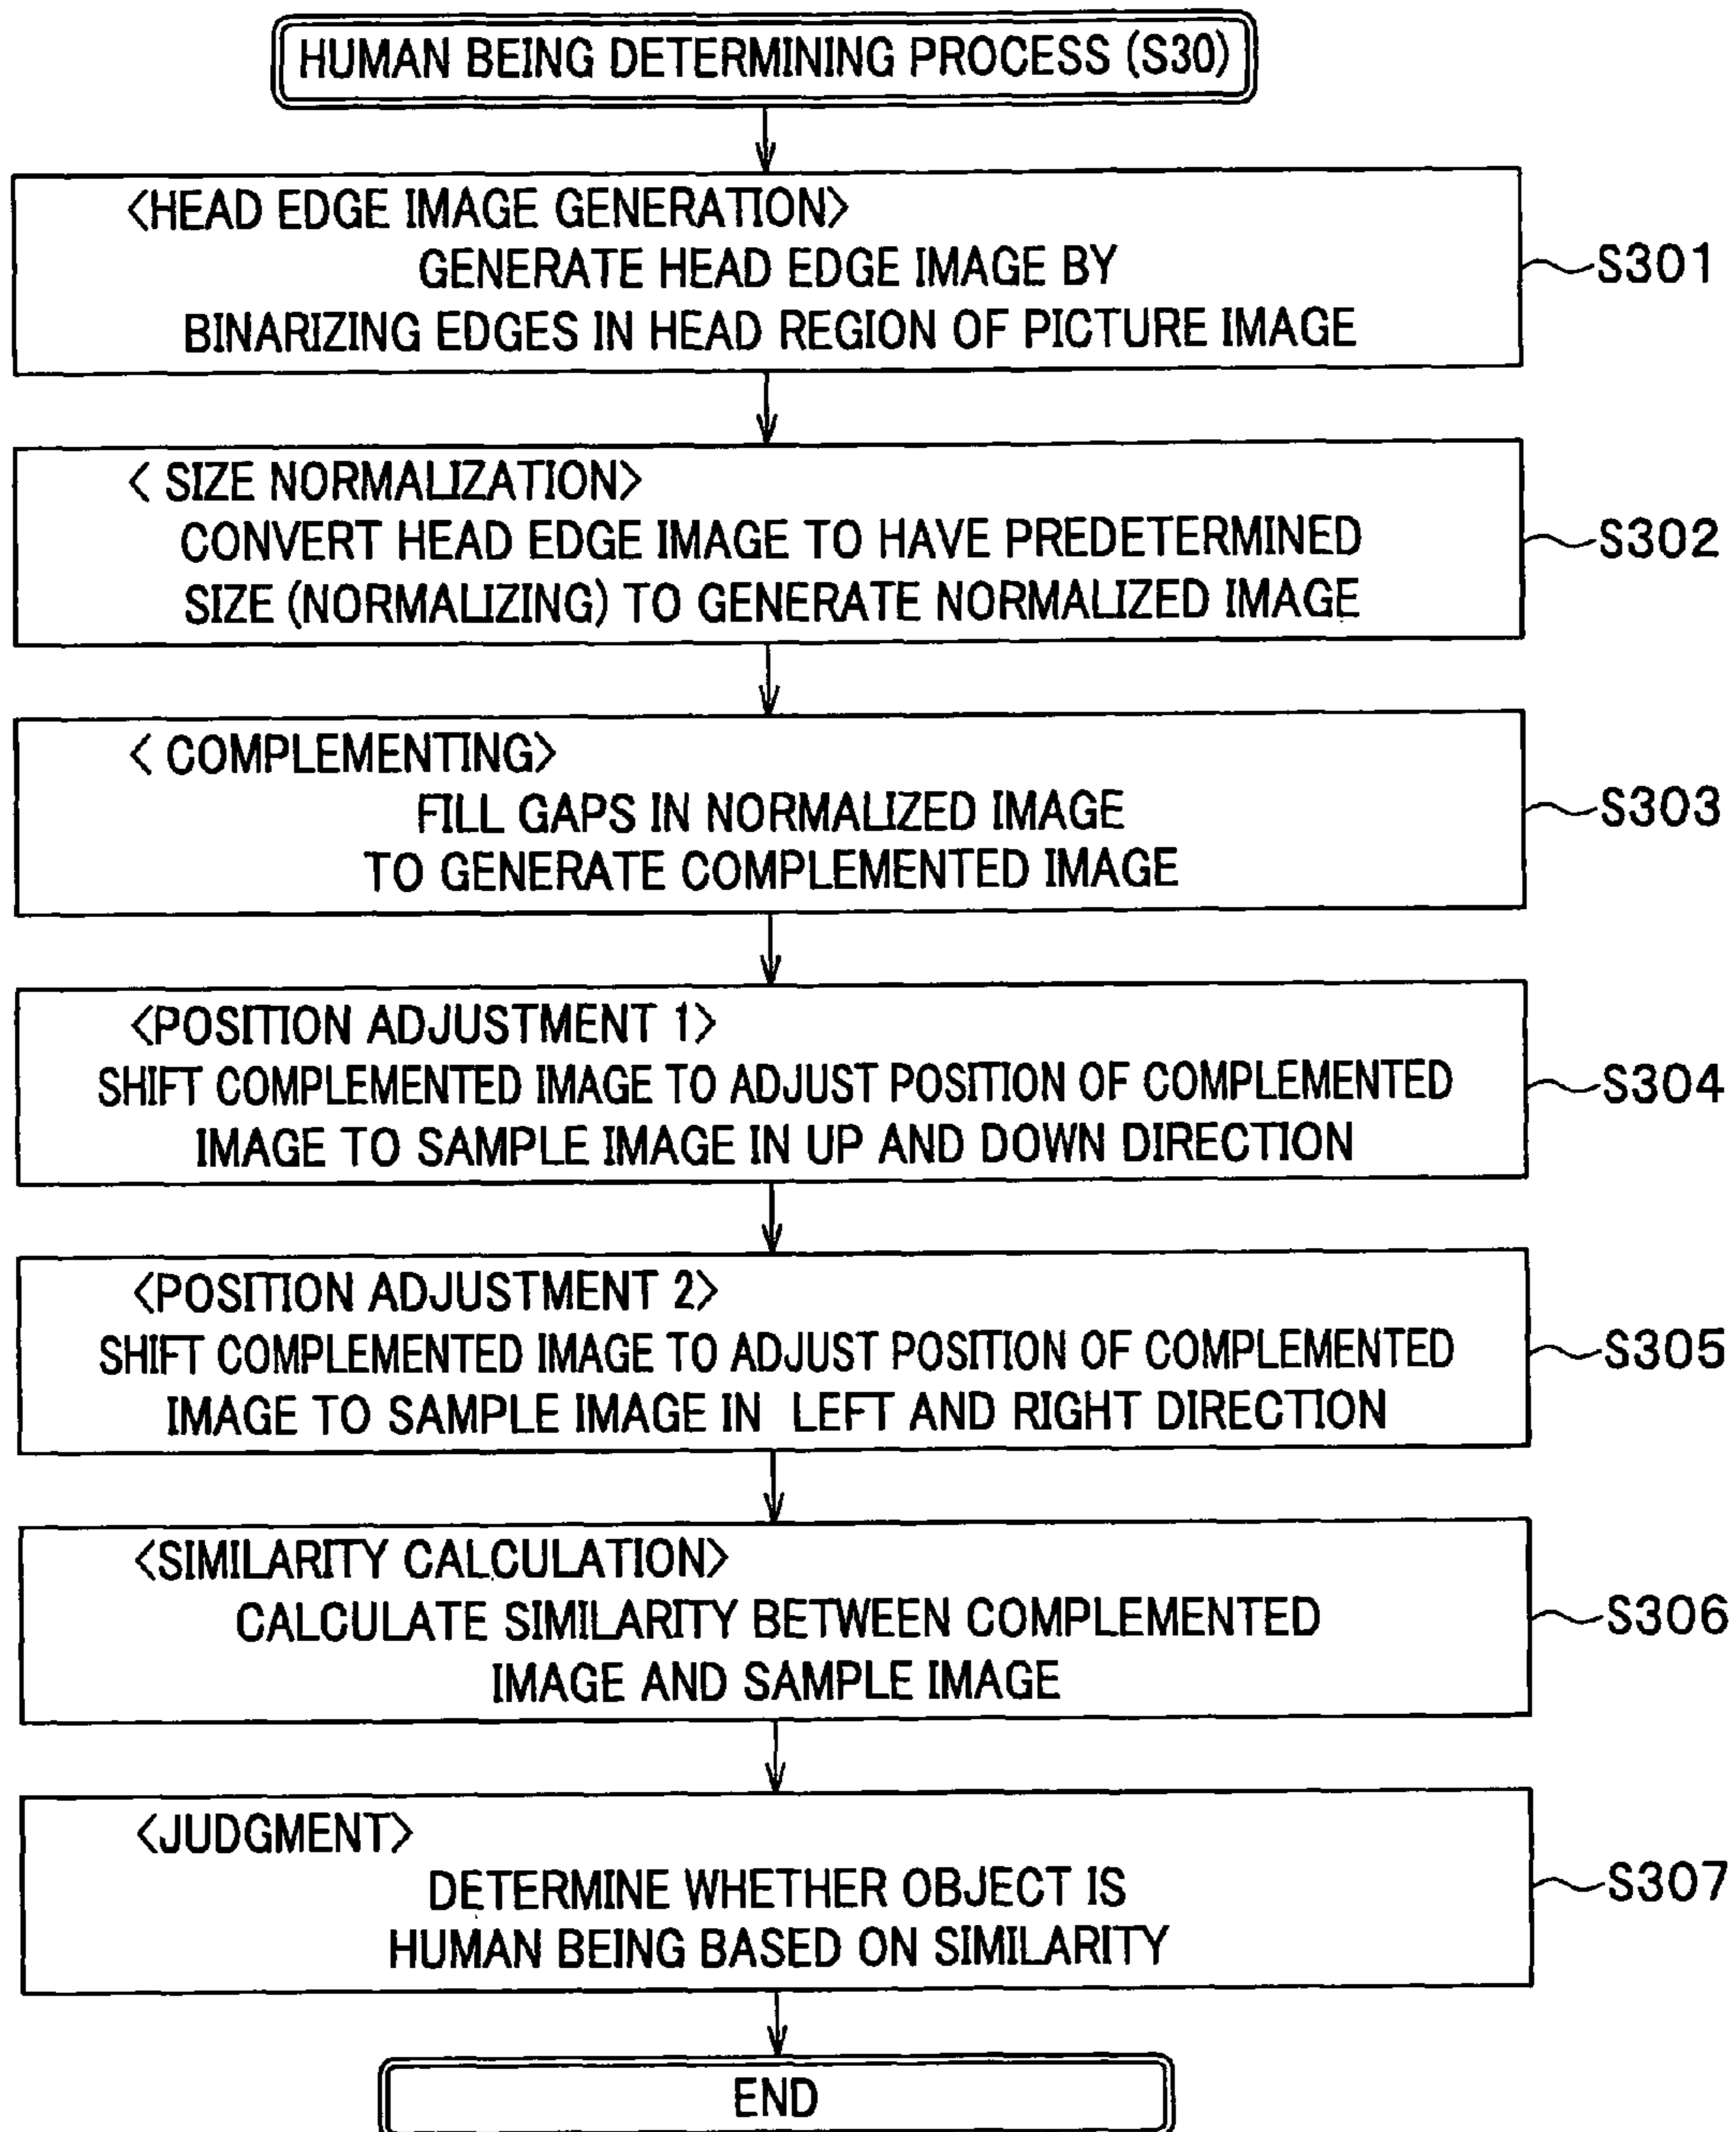 HUMAN BEING DETERMINING PROCESS (S30)
<HEAD EDGE IMAGE GENERATION>
GENERATE HEAD EDGE IMAGE BY
BINARIZING EDGES IN HEAD REGION OF PICTURE IMAGE
S301
< SIZE NORMALIZATION>
CONVERT HEAD EDGE IMAGE TO HAVE PREDETERMINED
SIZE (NORMALIZING) TO GENERATE NORMALIZED IMAGE
S302
< COMPLEMENTING>
FILL GAPS IN NORMALIZED IMAGE
TO GENERATE COMPLEMENTED IMAGE
S303
<POSITION ADJUSTMENT 1>
SHIFT COMPLEMENTED IMAGE TO ADJUST POSITION OF COMPLEMENTED
IMAGE TO SAMPLE IMAGE IN UP AND DOWN DIRECTION
S304
<POSITION ADJUSTMENT 2>
SHIFT COMPLEMENTED IMAGE TO ADJUST POSITION OF COMPLEMENTED
IMAGE TO SAMPLE IMAGE IN LEFT AND RIGHT DIRECTION
S305
<SIMILARITY CALCULATION>
CALCULATE SIMILARITY BETWEEN COMPLEMENTED
IMAGE AND SAMPLE IMAGE
S306
<JUDGMENT>
DETERMINE WHETHER OBJECT IS
HUMAN BEING BASED ON SIMILARITY
S307
END